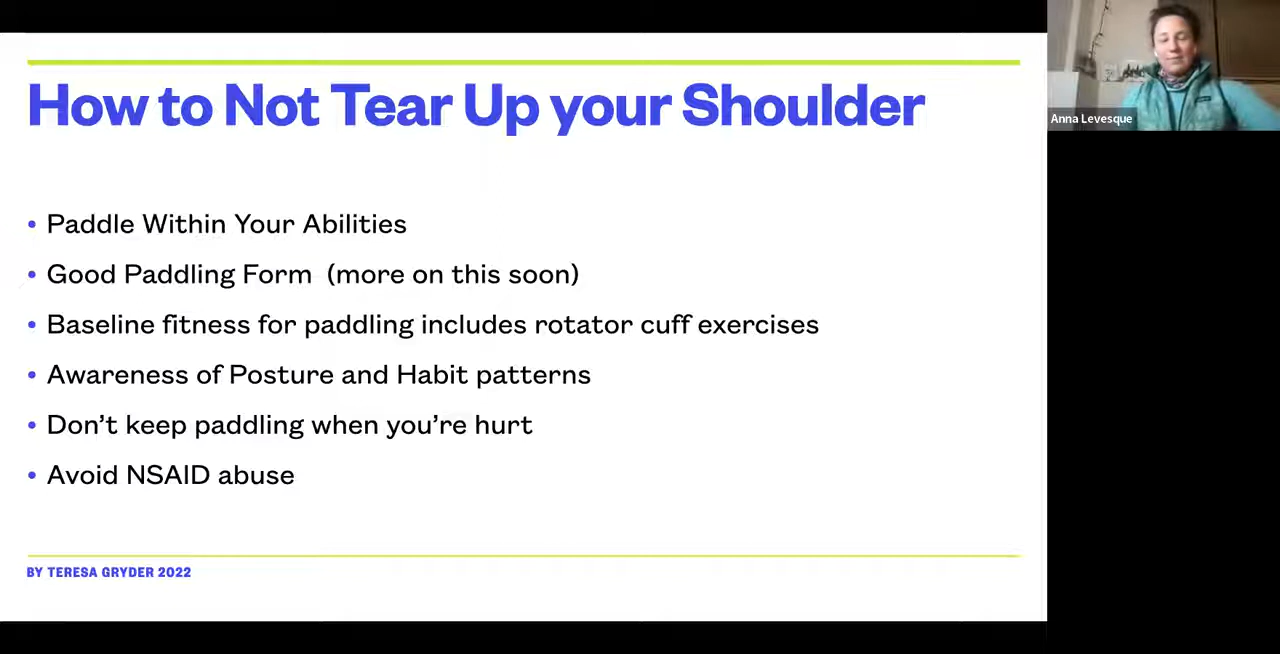 How to Not Tear Up your Shoulder
• Paddle Within Your Abilities
• Good Paddling Form (more on this soon)
• Baseline fitness for paddling includes rotator cuff exercises
• Awareness of Posture and Habit patterns
• Don’t keep paddling when you’re hurt
• Avoid NSAID abuse
BY TERESA GRYDER 2022
Anna Levesque